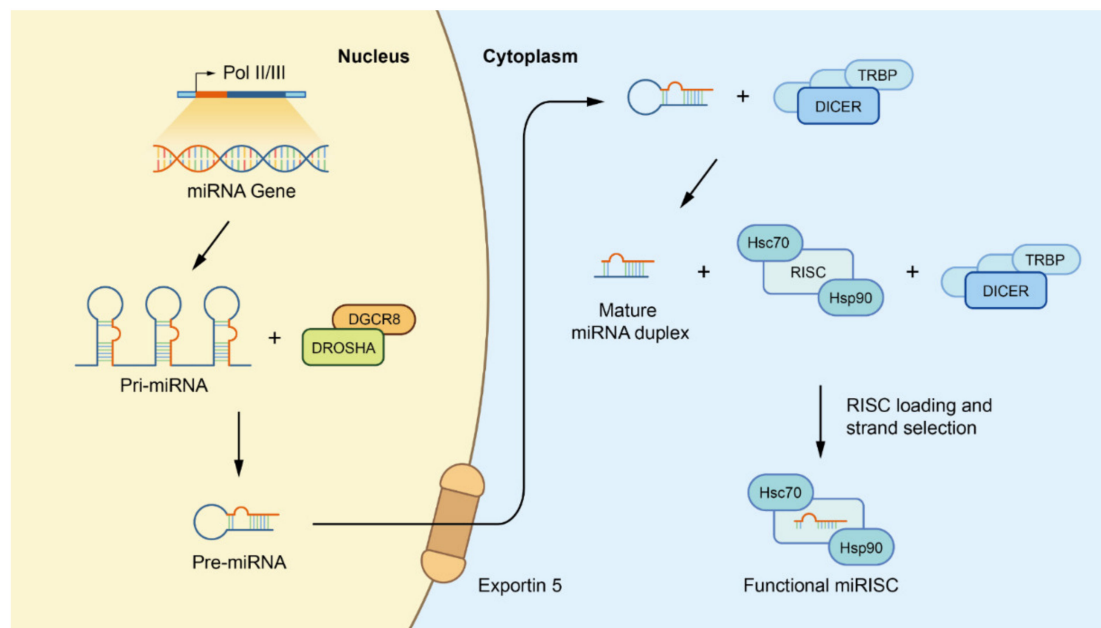 Nucleus
Cytoplasm
Pol II/III
miRNA Gene
DGCR8
DROSHA
Pri-miRNA
Pre-miRNA
Exportin 5
+
+
TRBP
DICER
Mature
miRNA duplex
+
Hsc70
RISC
Hsp90
+
TRBP
DICER
RISC loading and
strand selection
Hsc70
Hsp90
Functional miRISC